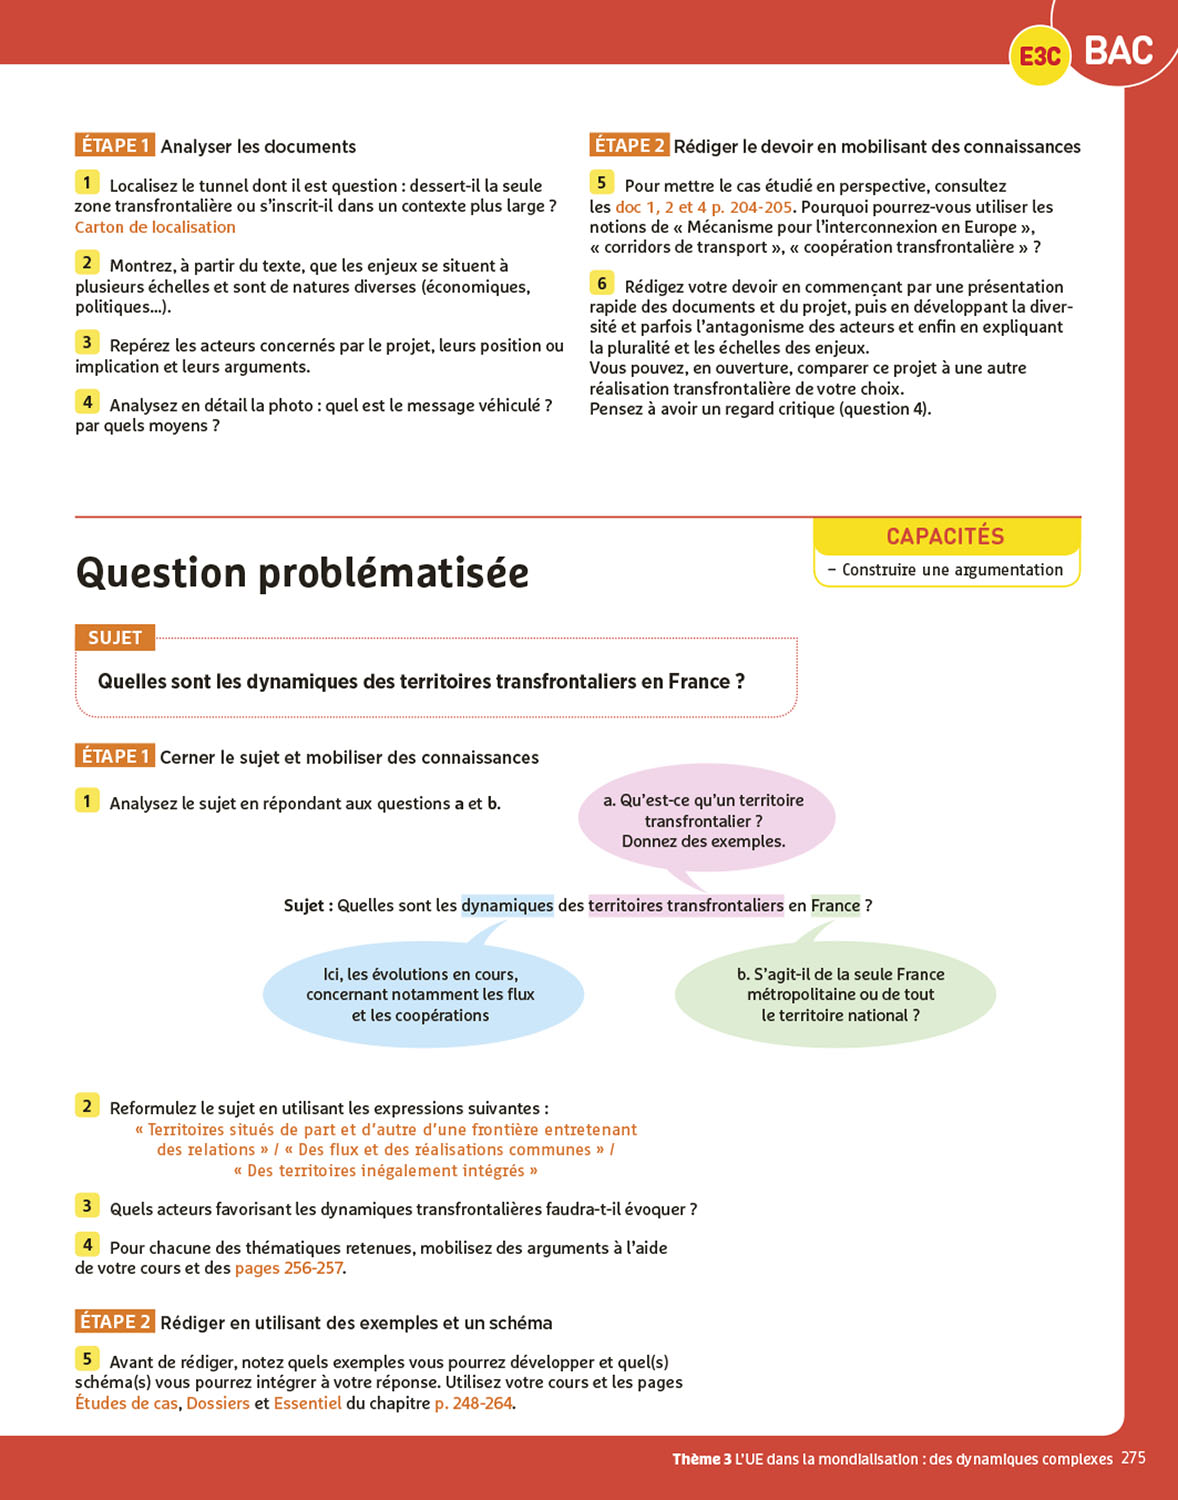 E3C BAC
ÉTAPE 1 Analyser les documents
1 Localisez le tunnel dont il est question : dessert-il la seule
zone transfrontalière ou s'inscrit-il dans un contexte plus large ?
Carton de localisation
2 Montrez, à partir du texte, que les enjeux se situent à
plusieurs échelles et sont de natures diverses (économiques,
politiques...).
3 Repérez les acteurs concernés par le projet, leurs position ou
implication et leurs arguments.
4 Analysez en détail la photo : quel est le message véhiculé ?
par quels moyens ?
ÉTAPE 2 Rédiger le devoir en mobilisant des connaissances
5 Pour mettre le cas étudié en perspective, consultez
les doc 1, 2 et 4 p. 204-205. Pourquoi pourrez-vous utiliser les
notions de « Mécanisme pour l'interconnexion en Europe »,
« corridors de transport », « coopération transfrontalière » ?
6 Rédigez votre devoir en commençant par une présentation
rapide des documents et du projet, puis en développant la diver-
sité et parfois l'antagonisme des acteurs et enfin en expliquant
la pluralité et les échelles des enjeux.
Vous pouvez, en ouverture, comparer ce projet à une autre
réalisation transfrontalière de votre choix.
Pensez à avoir un regard critique (question 4).
CAPACITÉS
– Construire une argumentation
Question problématisée
SUJET
Quelles sont les dynamiques des territoires transfrontaliers en France ?
ÉTAPE 1 Cerner le sujet et mobiliser des connaissances
1 Analysez le sujet en répondant aux questions a et b.
a. Qu'est-ce qu'un territoire
transfrontalier ?
Donnez des exemples.
Sujet : Quelles sont les dynamiques des territoires transfrontaliers en France ?
Ici, les évolutions en cours,
concernant notamment les flux
et les coopérations
b. S'agit-il de la seule France
métropolitaine ou de tout
le territoire national ?
2 Reformulez le sujet en utilisant les expressions suivantes :
« Territoires situés de part et d'autre d'une frontière entretenant
des relations » / « Des flux et des réalisations communes » /
« Des territoires inégalement intégrés »
3 Quels acteurs favorisant les dynamiques transfrontalières faudra-t-il évoquer ?
4 Pour chacune des thématiques retenues, mobilisez des arguments à l'aide
de votre cours et des pages 256-257.
ÉTAPE 2 Rédiger en utilisant des exemples et un schéma
5 Avant de rédiger, notez quels exemples vous pourrez développer et quel(s)
schéma(s) vous pourrez intégrer à votre réponse. Utilisez votre cours et les pages
Études de cas, Dossiers et Essentiel du chapitre p. 248-264.
Thème 3 L'UE dans la mondialisation : des dynamiques complexes 275